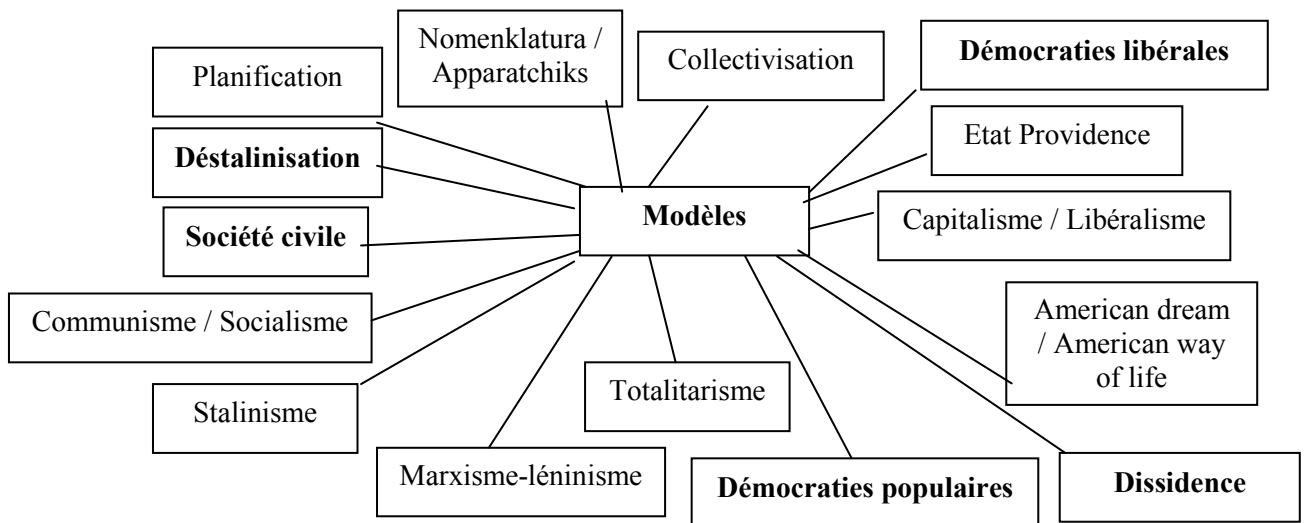 Nomenklatura /
Apparatchiks
Collectivisation
Démocraties libérales
Planification
Etat Providence
Déstalinisation
Modèles
Capitalisme / Libéralisme
Société civile
Communisme / Socialisme
American dream
/ American way
of life
Totalitarisme
Stalinisme
Marxisme-léninisme
Démocraties populaires
Dissidence